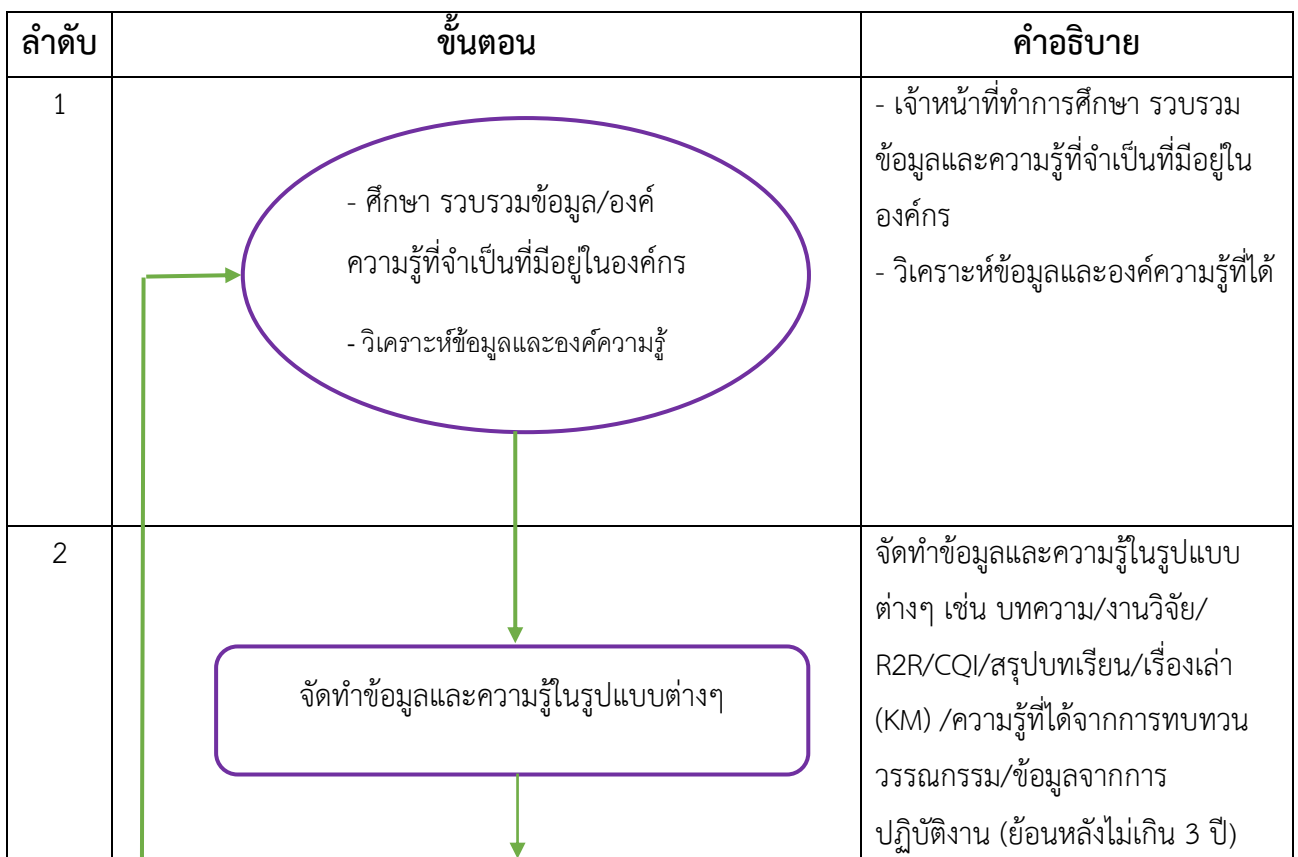 ลำดับ
ขั้นตอน
คำอธิบาย
1
- ศึกษา รวบรวมข้อมูล/องค์
ความรู้ที่จำเป็นที่มีอยู่ในองค์กร
- วิเคราะห์ข้อมูลและองค์ความรู้
- เจ้าหน้าที่ทำการศึกษา รวบรวม
ข้อมูลและความรู้ที่จำเป็นที่มีอยู่ใน
องค์กร
- วิเคราะห์ข้อมูลและองค์ความรู้ที่ได้
2
จัดทำข้อมูลและความรู้ในรูปแบบต่างๆ
จัดทำข้อมูลและความรู้ในรูปแบบ
ต่างๆ เช่น บทความ/งานวิจัย/
R2R/CQI/สรุปบทเรียน/เรื่องเล่า
(KM) /ความรู้ที่ได้จากการทบทวน
วรรณกรรม/ข้อมูลจากการ
ปฏิบัติงาน (ย้อนหลังไม่เกิน 3 ปี)